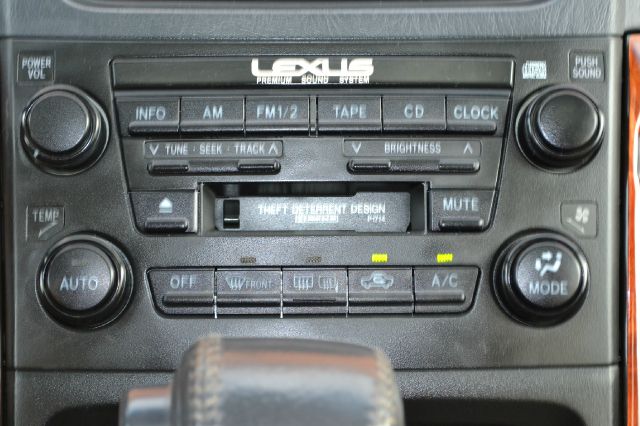 POWER
VOL
LEXUS
PREMIUM SOUND SYSTEM
PUSH
SOUND
INFO AM FM1/2 TAPE CD CLOCK
∨ TUNE · SEEK · TRACK ∧
∨ BRIGHTNESS ∧
THEFT DETERRENT DESIGN
MUTE
TEMP
AUTO
OFF FRONT A/C
MODE